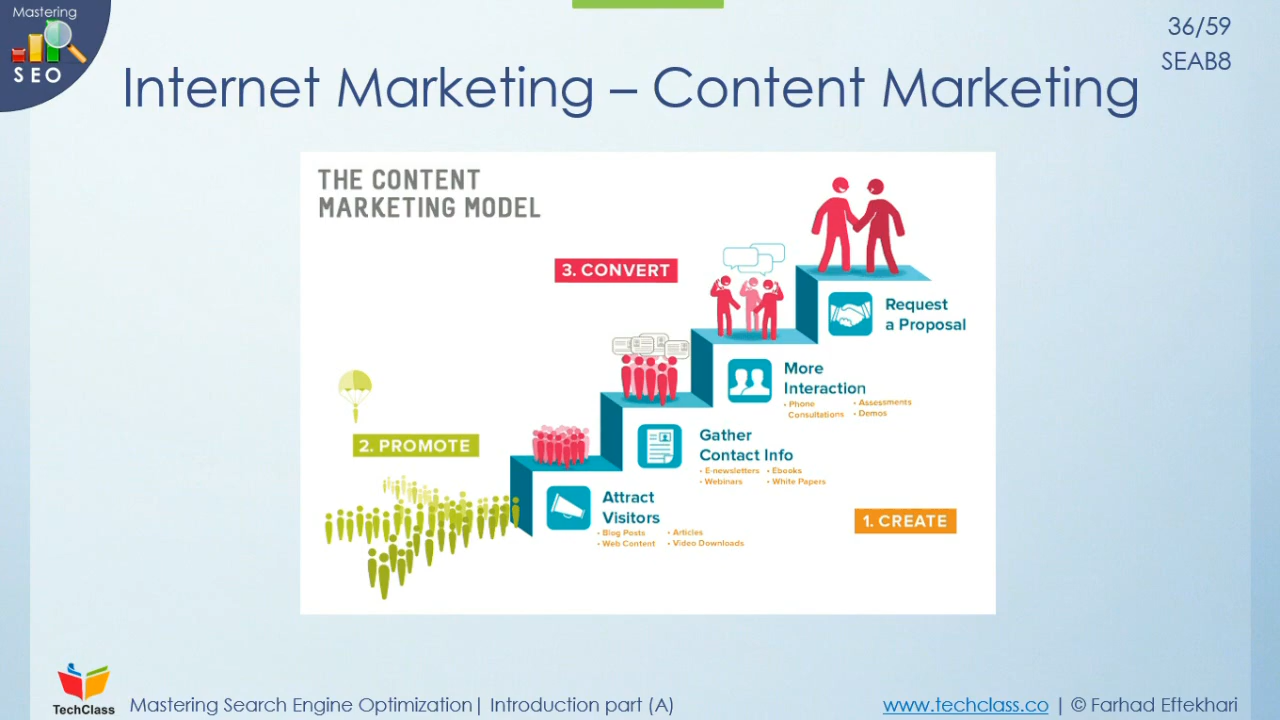 Mastering
SEO
36/59
SEAB8
Internet Marketing – Content Marketing
THE CONTENT
MARKETING MODEL
3. CONVERT
Request
a Proposal
More
Interaction
• Phone Consultations
• Assessments
• Demos
2. PROMOTE
Gather
Contact Info
• E-newsletters • Ebooks
• Webinars • White Papers
Attract
Visitors
• Blog Posts • Articles
• Web Content • Video Downloads
1. CREATE
TechClass
Mastering Search Engine Optimization| Introduction part (A)
www.techclass.co | © Farhad Eftekhari